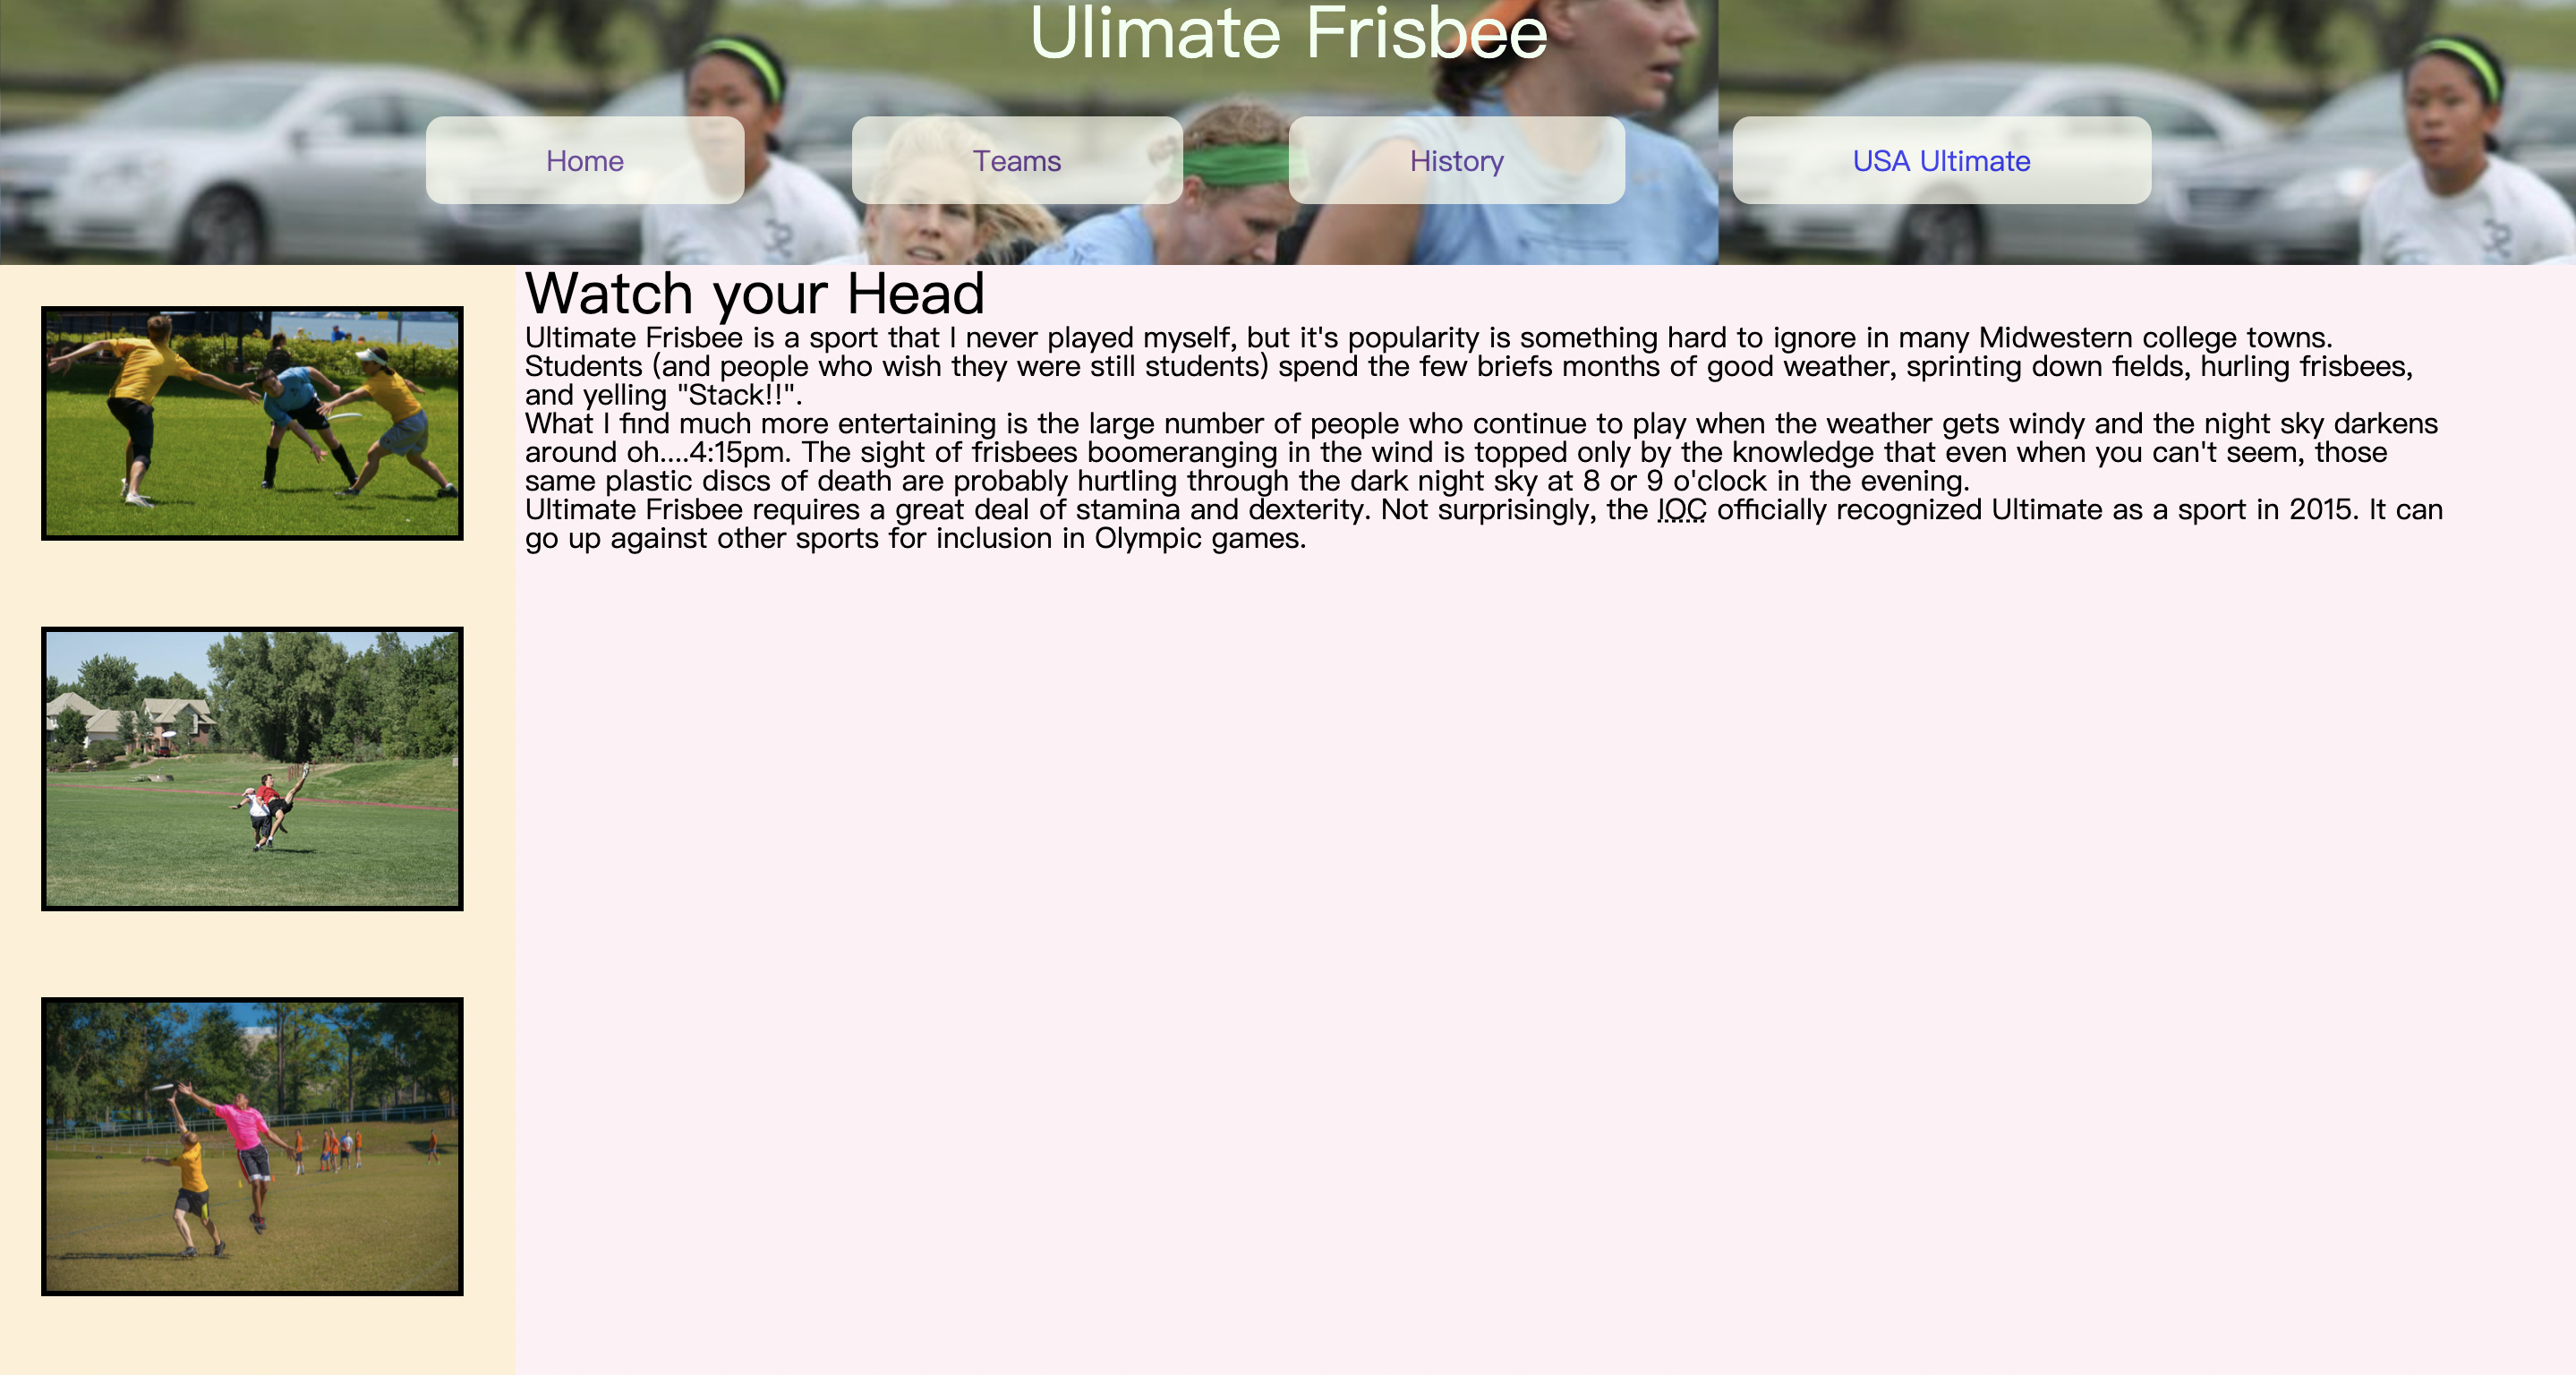 Ulimate Frisbee
Home
Teams
History
USA Ultimate
Watch your Head
Ultimate Frisbee is a sport that I never played myself, but it's popularity is something hard to ignore in many Midwestern college towns.
Students (and people who wish they were still students) spend the few briefs months of good weather, sprinting down fields, hurling frisbees,
and yelling "Stack!!".
What I find much more entertaining is the large number of people who continue to play when the weather gets windy and the night sky darkens
around oh....4:15pm. The sight of frisbees boomeranging in the wind is topped only by the knowledge that even when you can't seem, those
same plastic discs of death are probably hurtling through the dark night sky at 8 or 9 o'clock in the evening.
Ultimate Frisbee requires a great deal of stamina and dexterity. Not surprisingly, the IOC officially recognized Ultimate as a sport in 2015. It can
go up against other sports for inclusion in Olympic games.